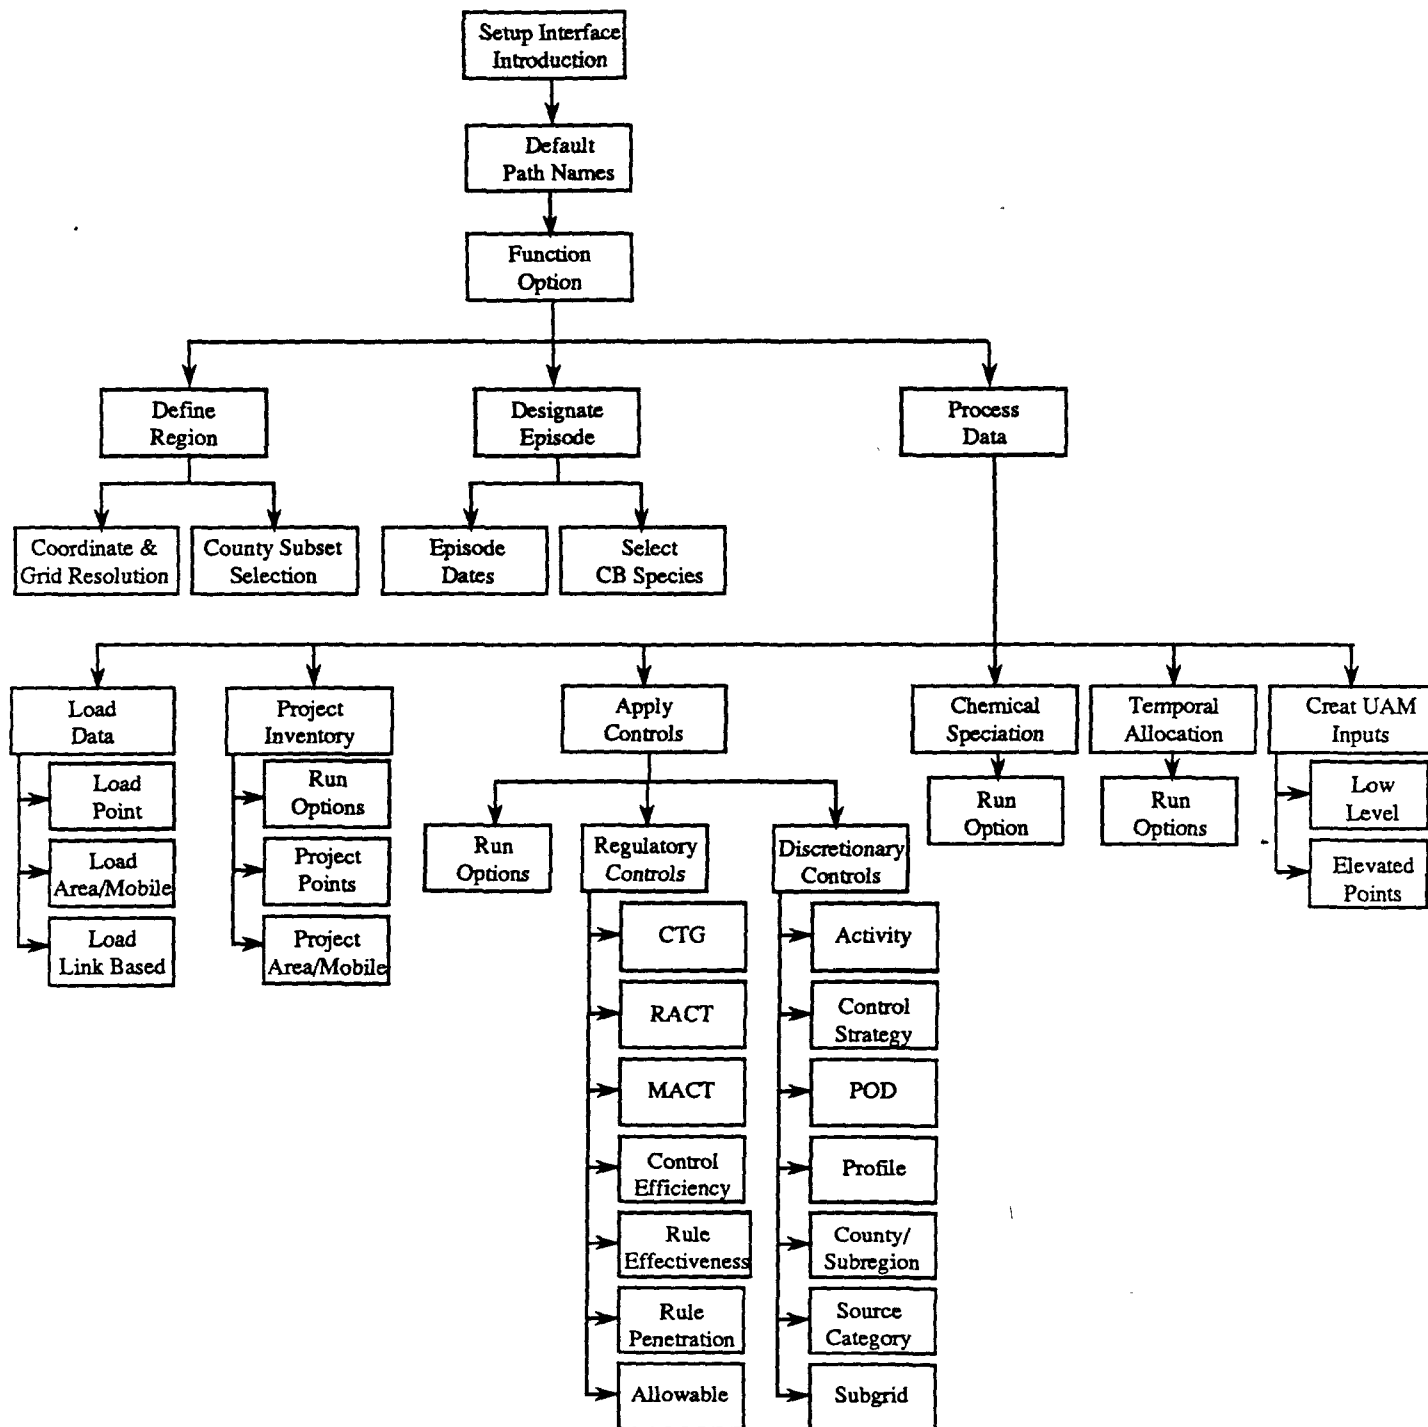 Setup Interface
Introduction
Default
Path Names
Function
Option
Define
Region
Designate
Episode
Process
Data
Coordinate &
Grid Resolution
County Subset
Selection
Episode
Dates
Select
CB Species
Load
Data
Project
Inventory
Apply
Controls
Chemical
Speciation
Temporal
Allocation
Creat UAM
Inputs
Load
Point
Load
Area/Mobile
Load
Link Based
Run
Options
Project
Points
Project
Area/Mobile
Run
Options
Regulatory
Controls
Discretionary
Controls
Run
Option
Run
Options
Low
Level
Elevated
Points
CTG
RACT
MACT
Control
Efficiency
Rule
Effectiveness
Rule
Penetration
Allowable
Activity
Control
Strategy
POD
Profile
County/
Subregion
Source
Category
Subgrid